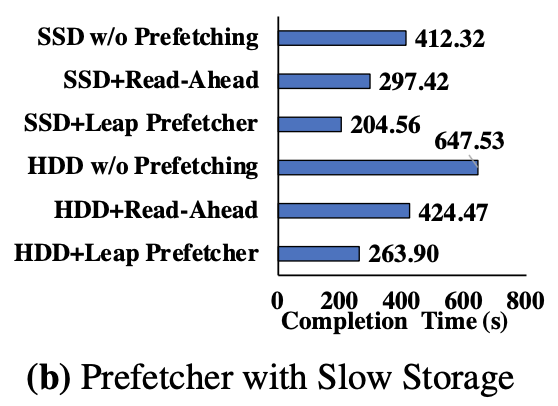 SSD w/o Prefetching 412.32
SSD+Read-Ahead 297.42
SSD+Leap Prefetcher 204.56
HDD w/o Prefetching 647.53
HDD+Read-Ahead 424.47
HDD+Leap Prefetcher 263.90
0 200 400 600 800
Completion Time (s)
(b) Prefetcher with Slow Storage